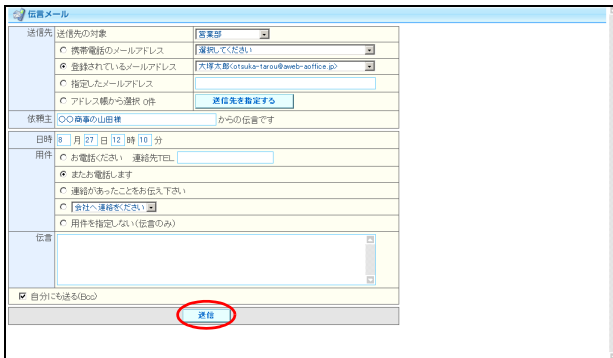 伝言メール
送信先 送信先の対象 営業部
携帯電話のメールアドレス 選択してください
登録されているメールアドレス 大塚太郎<otsuka-tarou@aweb-aoffice.jp>
指定したメールアドレス
アドレス帳から選択 0件 送信先を指定する
依頼主 〇〇商事の山田様 からの伝言です
日時 8 月 27 日 12 時 10 分
用件 お電話ください 連絡先TEL
またお電話します
連絡があったことをお伝え下さい
会社へ連絡をください
用件を指定しない(伝言のみ)
伝言
自分にも送る(Bcc)
送信